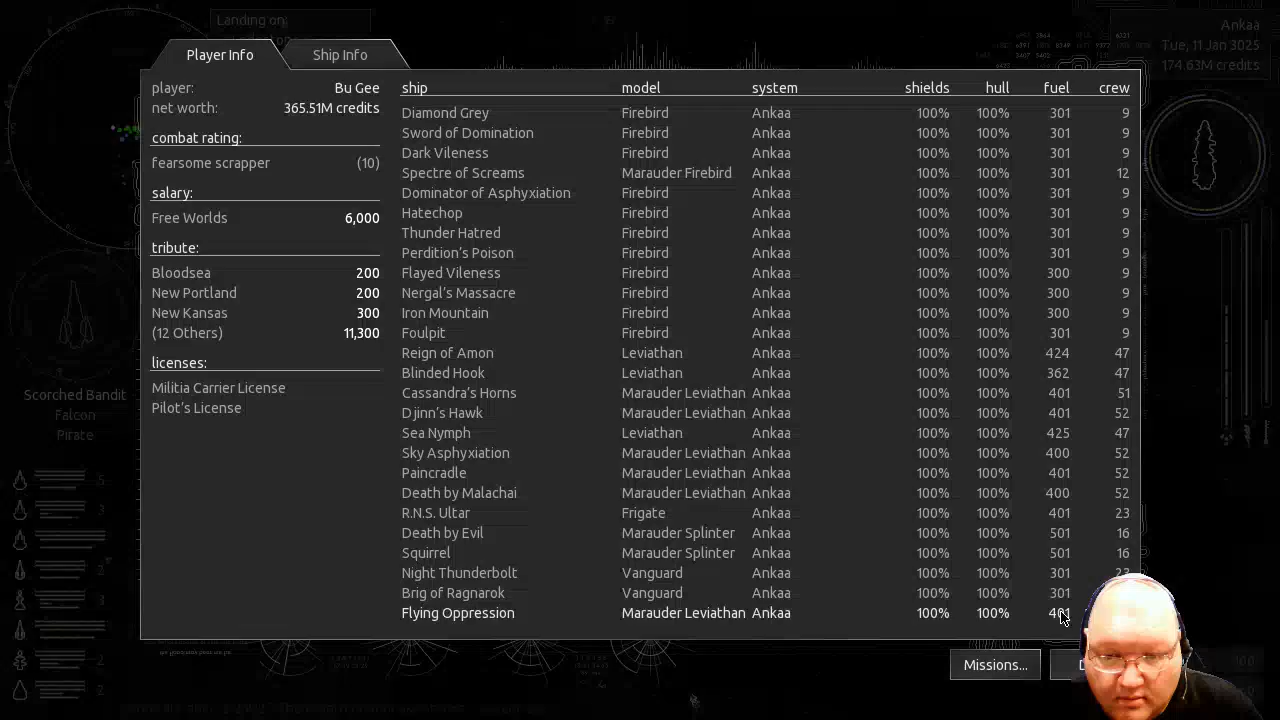 Landing on:
Ankaa
Tue, 11 Jan 3025
174.63M credits
Player Info
Ship Info
player: Bu Gee
net worth: 365.51M credits
combat rating:
fearsome scrapper (10)
salary:
Free Worlds 6,000
tribute:
Bloodsea 200
New Portland 200
New Kansas 300
(12 Others) 11,300
licenses:
Militia Carrier License
Pilot's License
ship model system shields hull fuel crew
Diamond Grey Firebird Ankaa 100% 100% 301 9
Sword of Domination Firebird Ankaa 100% 100% 301 9
Dark Vileness Firebird Ankaa 100% 100% 301 9
Spectre of Screams Marauder Firebird Ankaa 100% 100% 301 12
Dominator of Asphyxiation Firebird Ankaa 100% 100% 301 9
Hatechop Firebird Ankaa 100% 100% 301 9
Thunder Hatred Firebird Ankaa 100% 100% 301 9
Perdition's Poison Firebird Ankaa 100% 100% 301 9
Flayed Vileness Firebird Ankaa 100% 100% 300 9
Nergal's Massacre Firebird Ankaa 100% 100% 300 9
Iron Mountain Firebird Ankaa 100% 100% 300 9
Foulpit Firebird Ankaa 100% 100% 301 9
Reign of Amon Leviathan Ankaa 100% 100% 424 47
Blinded Hook Leviathan Ankaa 100% 100% 362 47
Cassandra's Horns Marauder Leviathan Ankaa 100% 100% 401 51
Djinn's Hawk Marauder Leviathan Ankaa 100% 100% 401 52
Sea Nymph Leviathan Ankaa 100% 100% 425 47
Sky Asphyxiation Marauder Leviathan Ankaa 100% 100% 400 52
Paincradle Marauder Leviathan Ankaa 100% 100% 401 52
Death by Malachai Marauder Leviathan Ankaa 100% 100% 400 52
R.N.S. Ultar Frigate Ankaa 100% 100% 401 23
Death by Evil Marauder Splinter Ankaa 100% 100% 501 16
Squirrel Marauder Splinter Ankaa 100% 100% 501 16
Night Thunderbolt Vanguard Ankaa 100% 100% 301 23
Brig of Ragnarok Vanguard Ankaa 100% 100% 301
Flying Oppression Marauder Leviathan Ankaa 100% 100% 401
Scorched Bandit
Falcon
Pirate
Missions...